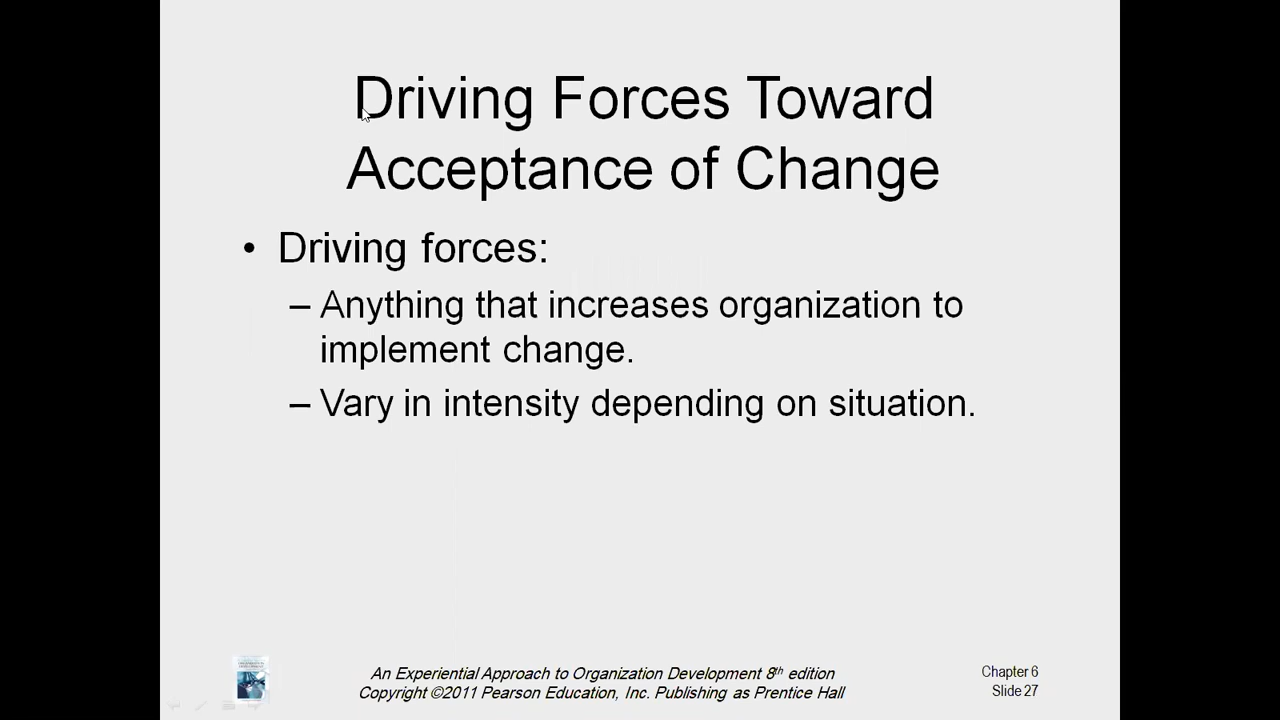 Driving Forces Toward
Acceptance of Change
• Driving forces:
– Anything that increases organization to
implement change.
– Vary in intensity depending on situation.
An Experiential Approach to Organization Development 8th edition
Copyright ©2011 Pearson Education, Inc. Publishing as Prentice Hall
Chapter 6
Slide 27